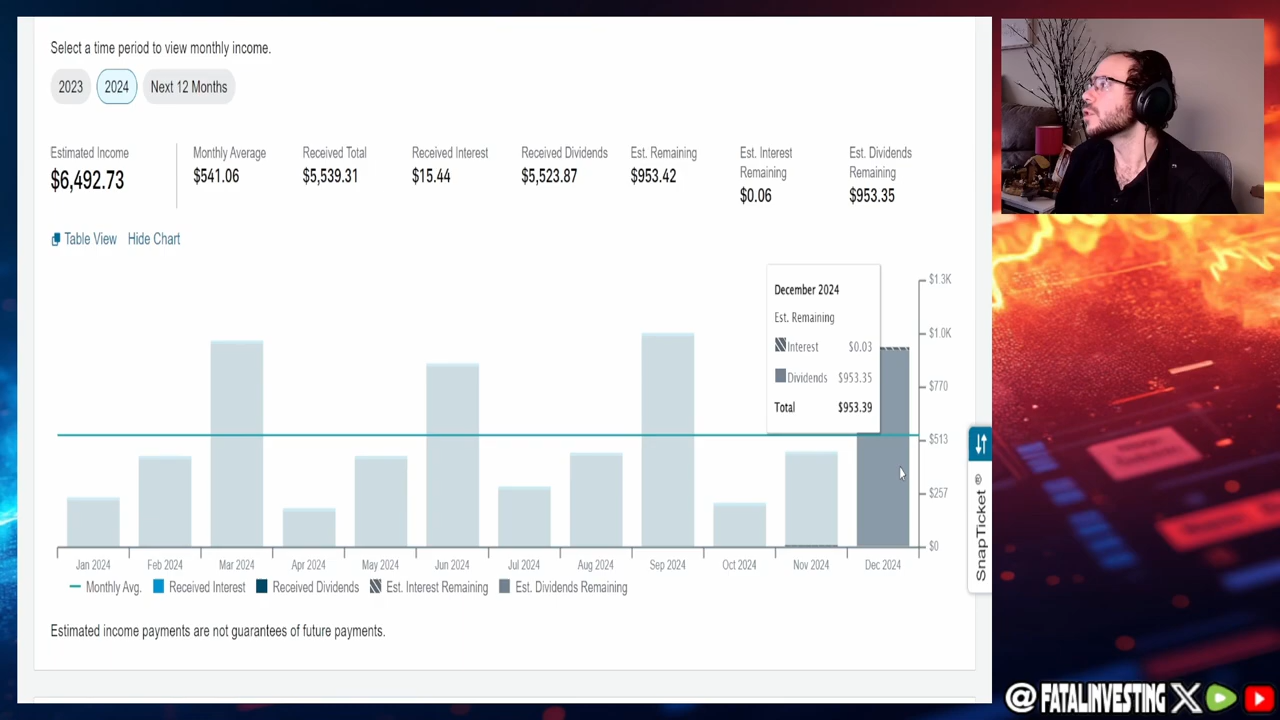 Select a time period to view monthly income.
2023 2024 Next 12 Months
Estimated Income
$6,492.73
Monthly Average
$541.06
Received Total
$5,539.31
Received Interest
$15.44
Received Dividends
$5,523.87
Est. Remaining
$953.42
Est. Interest
Remaining
$0.06
Est. Dividends
Remaining
$953.35
Table View Hide Chart
December 2024
Est. Remaining
Interest $0.03
Dividends $953.35
Total $953.39
$1.3K
$1.0K
$770
$513
$257
$0
SnapTicket ®
Jan 2024 Feb 2024 Mar 2024 Apr 2024 May 2024 Jun 2024 Jul 2024 Aug 2024 Sep 2024 Oct 2024 Nov 2024 Dec 2024
Monthly Avg. Received Interest Received Dividends Est. Interest Remaining Est. Dividends Remaining
Estimated income payments are not guarantees of future payments.
@FATALINVESTING X